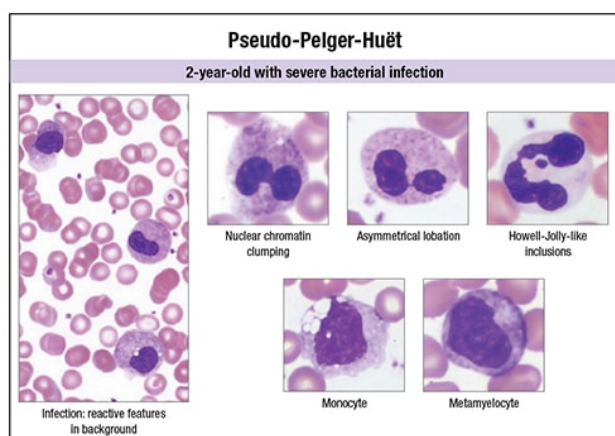 Pseudo-Pelger-Huët
2-year-old with severe bacterial infection
Nuclear chromatin
clumping
Asymmetrical lobation
Howell-Jolly-like
inclusions
Monocyte
Metamyelocyte
Infection: reactive features
in background